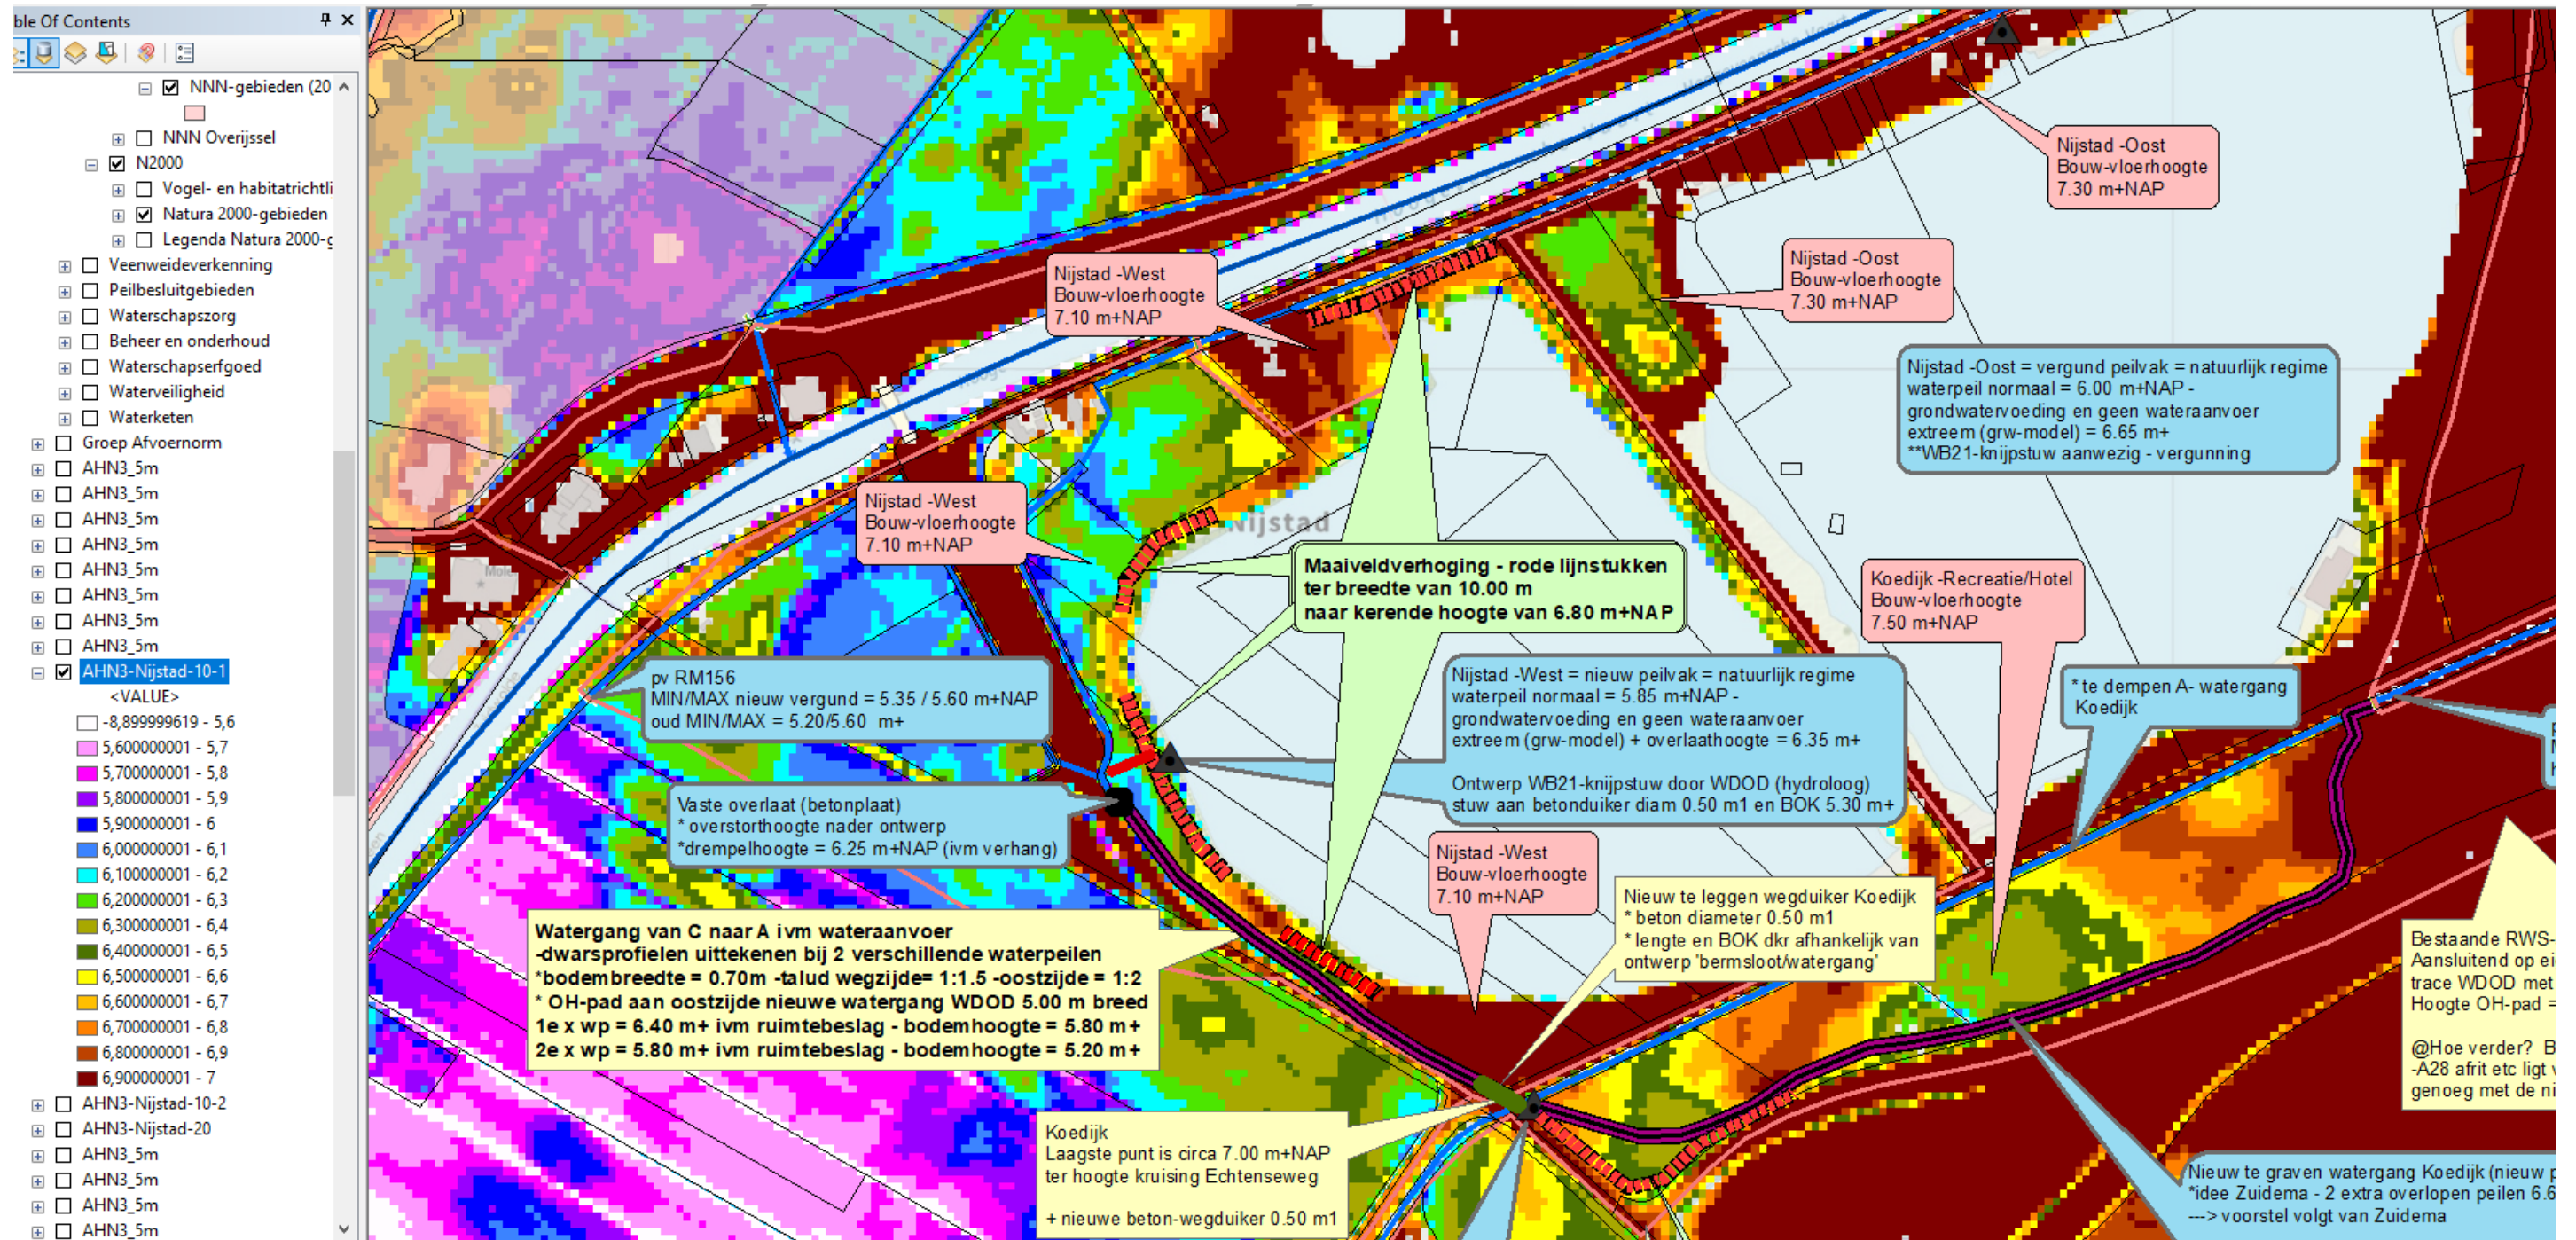 ble Of Contents
NNN-gebieden (20
NNN Overijssel
N2000
Vogel- en habitatrichtli
Natura 2000-gebieden
Legenda Natura 2000-g
Veenweideverkenning
Peilbesluitgebieden
Waterschapszorg
Beheer en onderhoud
Waterschapserfgoed
Waterveiligheid
Waterketen
Groep Afvoernorm
AHN3_5m
AHN3_5m
AHN3_5m
AHN3_5m
AHN3_5m
AHN3_5m
AHN3_5m
AHN3_5m
AHN3-Nijstad-10-1
<VALUE>
-8,899999619 - 5,6
5,600000001 - 5,7
5,700000001 - 5,8
5,800000001 - 5,9
5,900000001 - 6
6,000000001 - 6,1
6,100000001 - 6,2
6,200000001 - 6,3
6,300000001 - 6,4
6,400000001 - 6,5
6,500000001 - 6,6
6,600000001 - 6,7
6,700000001 - 6,8
6,800000001 - 6,9
6,900000001 - 7
AHN3-Nijstad-10-2
AHN3-Nijstad-20
AHN3_5m
AHN3_5m
AHN3_5m
AHN3_5m
Nijstad -Oost
Bouw-vloerhoogte
7.30 m+NAP
Nijstad -Oost
Bouw-vloerhoogte
7.30 m+NAP
Nijstad -West
Bouw-vloerhoogte
7.10 m+NAP
Nijstad -Oost = vergund peilvak = natuurlijk regime
waterpeil normaal = 6.00 m+NAP -
grondwatervoeding en geen wateraanvoer
extreem (grw-model) = 6.65 m+
**WB21-knijpstuw aanwezig - vergunning
Nijstad -West
Bouw-vloerhoogte
7.10 m+NAP
Nijstad
Maaiveldverhoging - rode lijnstukken
ter breedte van 10.00 m
naar kerende hoogte van 6.80 m+NAP
Koedijk -Recreatie/Hotel
Bouw-vloerhoogte
7.50 m+NAP
pv RM156
MIN/MAX nieuw vergund = 5.35 / 5.60 m+NAP
oud MIN/MAX = 5.20/5.60 m+
Nijstad -West = nieuw peilvak = natuurlijk regime
waterpeil normaal = 5.85 m+NAP -
grondwatervoeding en geen wateraanvoer
extreem (grw-model) + overlaathoogte = 6.35 m+
Ontwerp WB21-knijpstuw door WDOD (hydroloog)
stuw aan betonduiker diam 0.50 m1 en BOK 5.30 m+
* te dempen A- watergang
Koedijk
Vaste overlaat (betonplaat)
* overstorthoogte nader ontwerp
*drempelhoogte = 6.25 m+NAP (ivm verhang)
Nijstad -West
Bouw-vloerhoogte
7.10 m+NAP
Nieuw te leggen wegduiker Koedijk
* beton diameter 0.50 m1
* lengte en BOK dkr afhankelijk van
ontwerp 'bermsloot/watergang'
Watergang van C naar A ivm wateraanvoer
-dwarsprofielen uittekenen bij 2 verschillende waterpeilen
*bodembreedte = 0.70m -talud wegzijde= 1:1.5 -oostzijde = 1:2
* OH-pad aan oostzijde nieuwe watergang WDOD 5.00 m breed
1e x wp = 6.40 m+ ivm ruimtebeslag - bodemhoogte = 5.80 m+
2e x wp = 5.80 m+ ivm ruimtebeslag - bodemhoogte = 5.20 m+
Bestaande RWS-
Aansluitend op ei
trace WDOD met
Hoogte OH-pad =
@Hoe verder? B
-A28 afrit etc ligt v
genoeg met de ni
Koedijk
Laagste punt is circa 7.00 m+NAP
ter hoogte kruising Echtenseweg
+ nieuwe beton-wegduiker 0.50 m1
Nieuw te graven watergang Koedijk (nieuw p
*idee Zuidema - 2 extra overlopen peilen 6.6
---> voorstel volgt van Zuidema